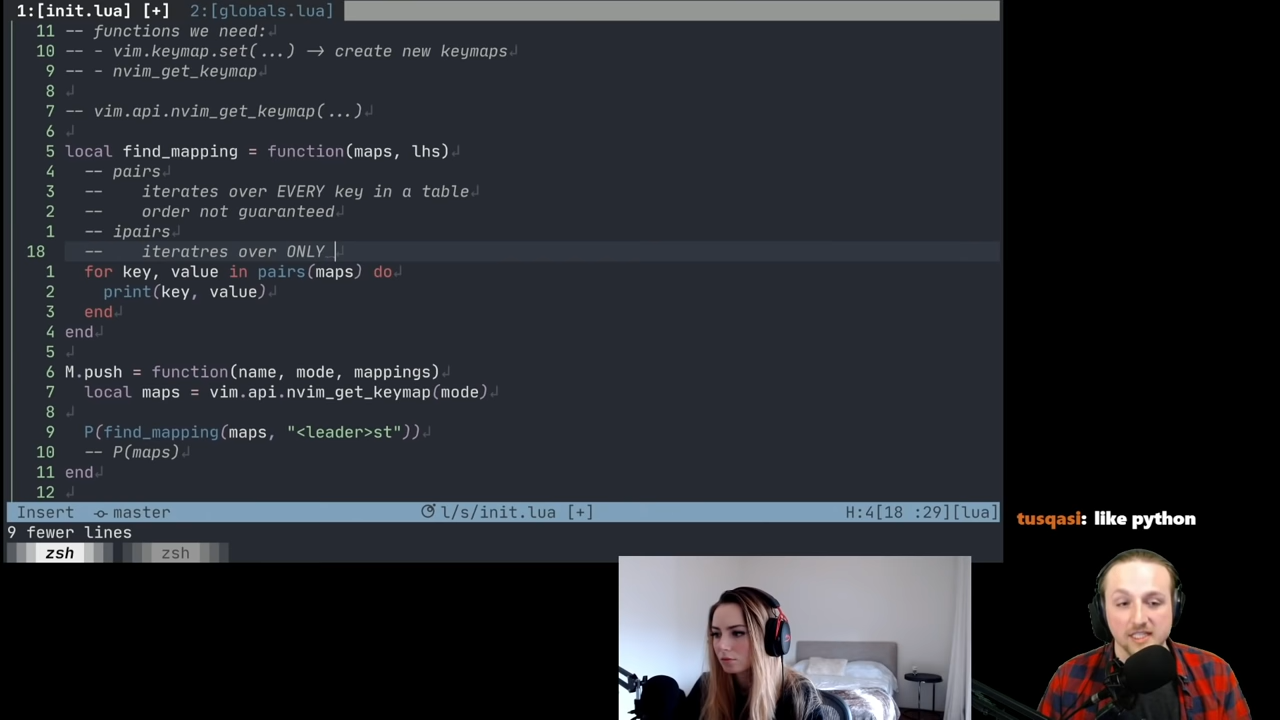 1:[init.lua] [+]  2:[globals.lua]
11 -- functions we need:
10 -- - vim.keymap.set(...) -> create new keymaps
9 -- - nvim_get_keymap
8
7 -- vim.api.nvim_get_keymap(...)
6
5 local find_mapping = function(maps, lhs)
4   -- pairs
3   --    iterates over EVERY key in a table
2   --    order not guaranteed
1   -- ipairs
18   --    iteratres over ONLY
1   for key, value in pairs(maps) do
2     print(key, value)
3   end
4 end
5
6 M.push = function(name, mode, mappings)
7   local maps = vim.api.nvim_get_keymap(mode)
8
9   P(find_mapping(maps, "<leader>st"))
10   -- P(maps)
11 end
12
Insert master l/s/init.lua [+] H:4[18 :29][lua]
9 fewer lines
zsh zsh
tusqasi: like python